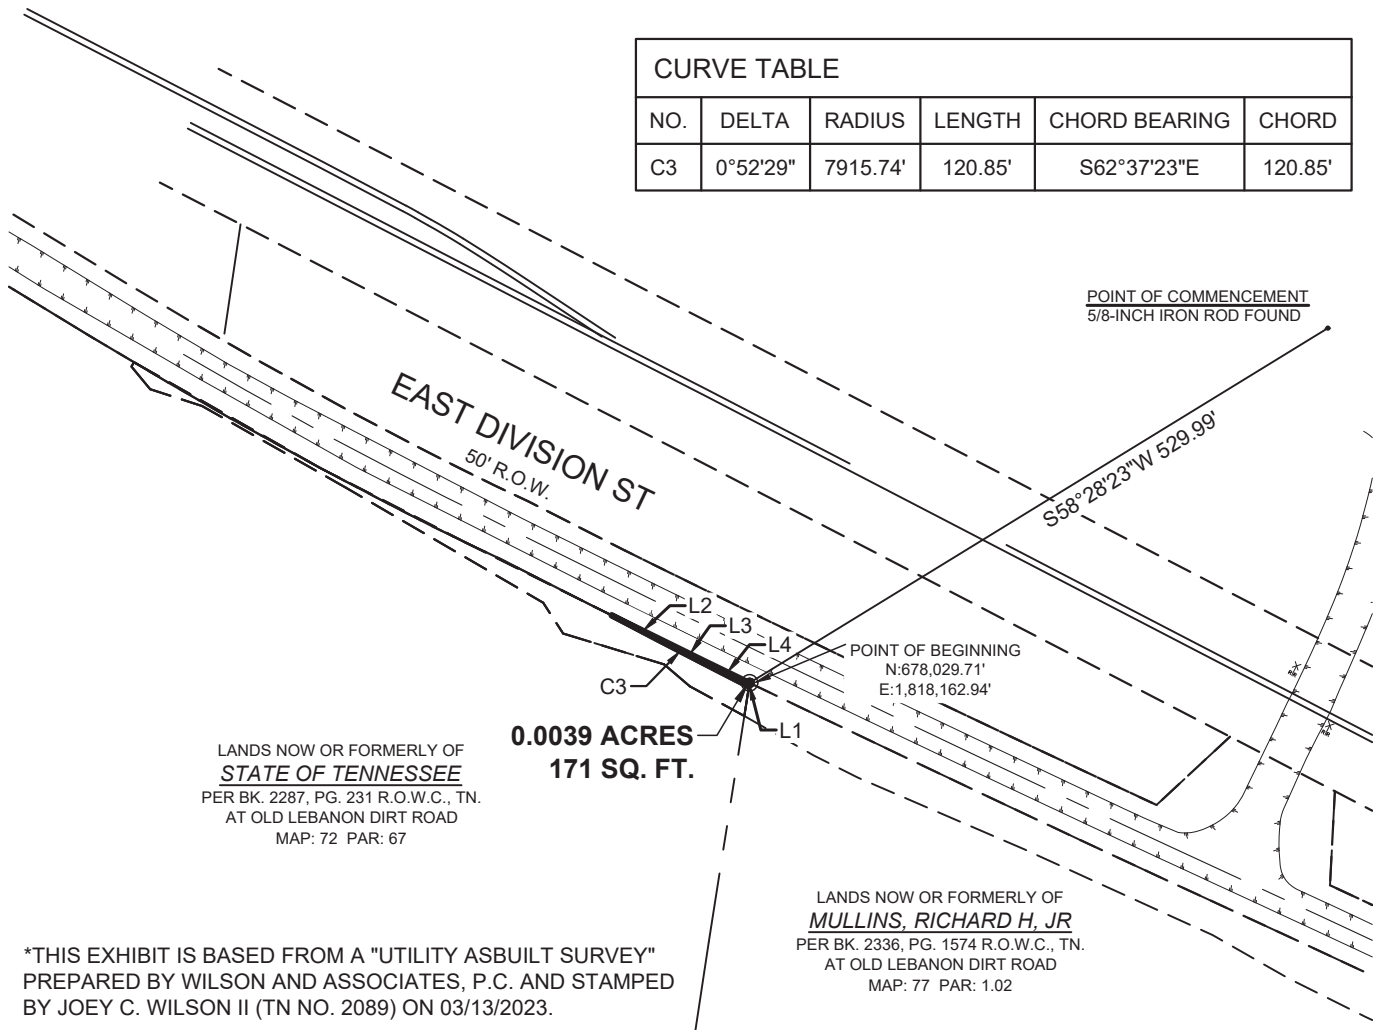 CURVE TABLE
NO. DELTA RADIUS LENGTH CHORD BEARING CHORD
C3 0°52'29" 7915.74' 120.85' S62°37'23"E 120.85'
POINT OF COMMENCEMENT
5/8-INCH IRON ROD FOUND
S58°28'23"W 529.99'
EAST DIVISION ST
50' R.O.W.
L2
L3
L4
C3
L1
POINT OF BEGINNING
N:678,029.71'
E:1,818,162.94'
0.0039 ACRES
171 SQ. FT.
LANDS NOW OR FORMERLY OF
STATE OF TENNESSEE
PER BK. 2287, PG. 231 R.O.W.C., TN.
AT OLD LEBANON DIRT ROAD
MAP: 72 PAR: 67
LANDS NOW OR FORMERLY OF
MULLINS, RICHARD H, JR
PER BK. 2336, PG. 1574 R.O.W.C., TN.
AT OLD LEBANON DIRT ROAD
MAP: 77 PAR: 1.02
*THIS EXHIBIT IS BASED FROM A "UTILITY ASBUILT SURVEY"
PREPARED BY WILSON AND ASSOCIATES, P.C. AND STAMPED
BY JOEY C. WILSON II (TN NO. 2089) ON 03/13/2023.